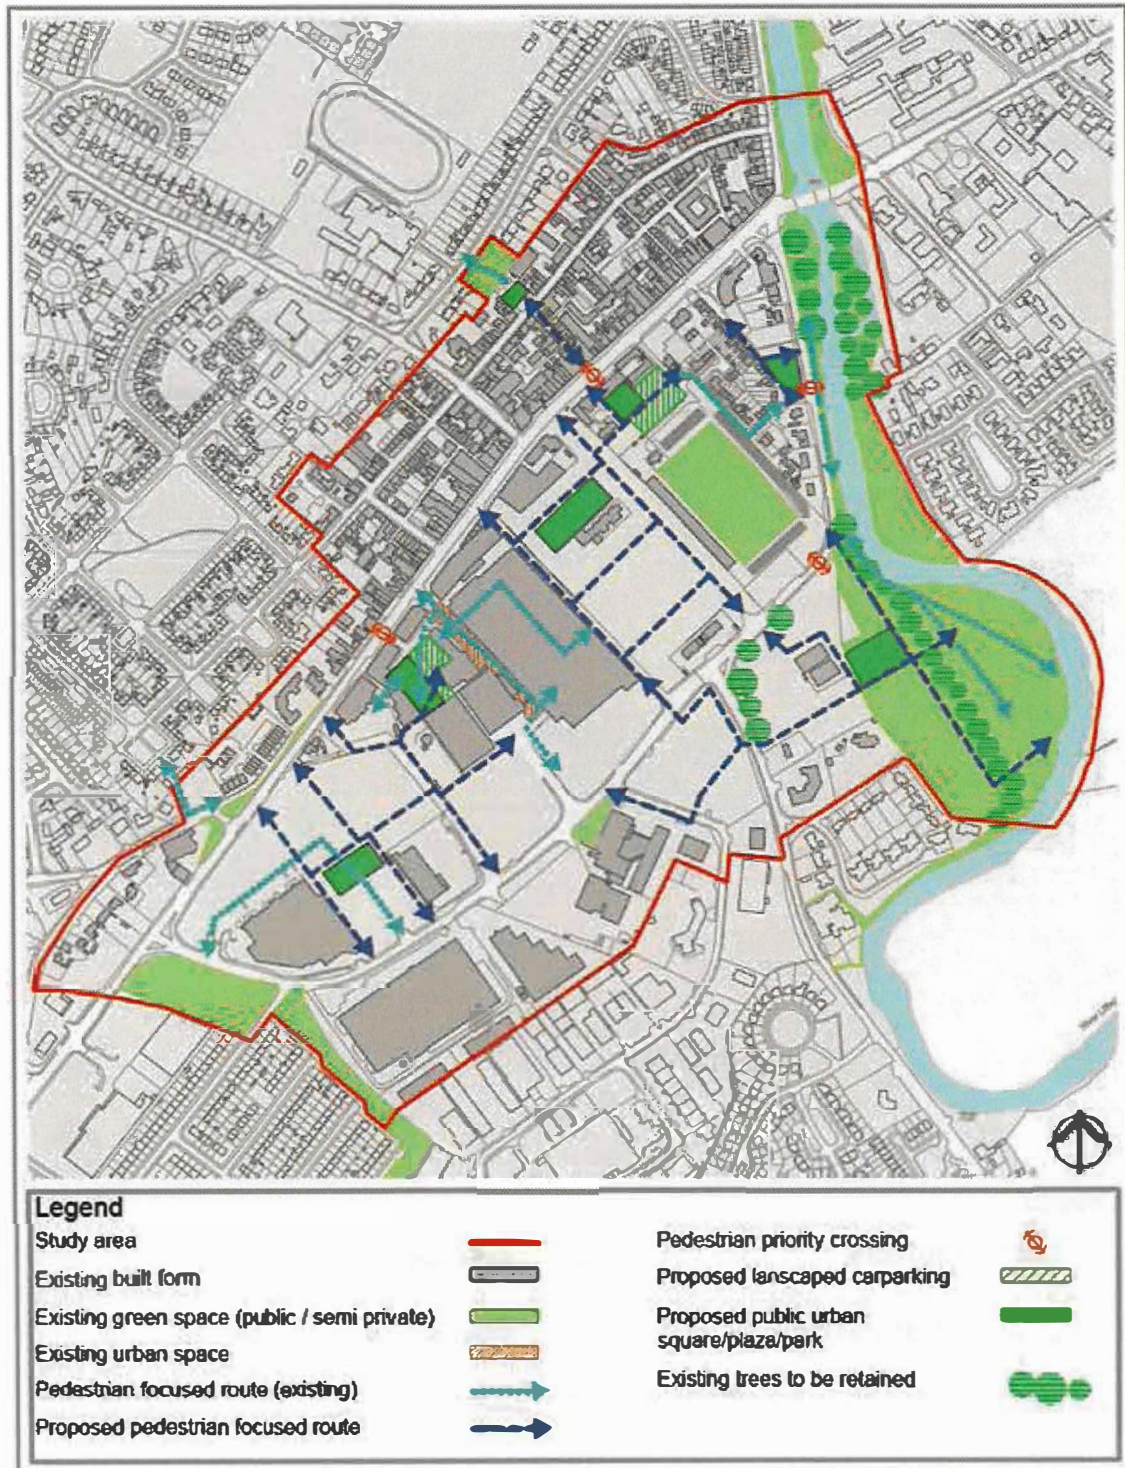 Legend
Study area
Existing built form
Existing green space (public / semi private)
Existing urban space
Pedestrian focused route (existing)
Proposed pedestrian focused route
Pedestrian priority crossing
Proposed lanscaped carparking
Proposed public urban
square/plaza/park
Existing trees to be retained